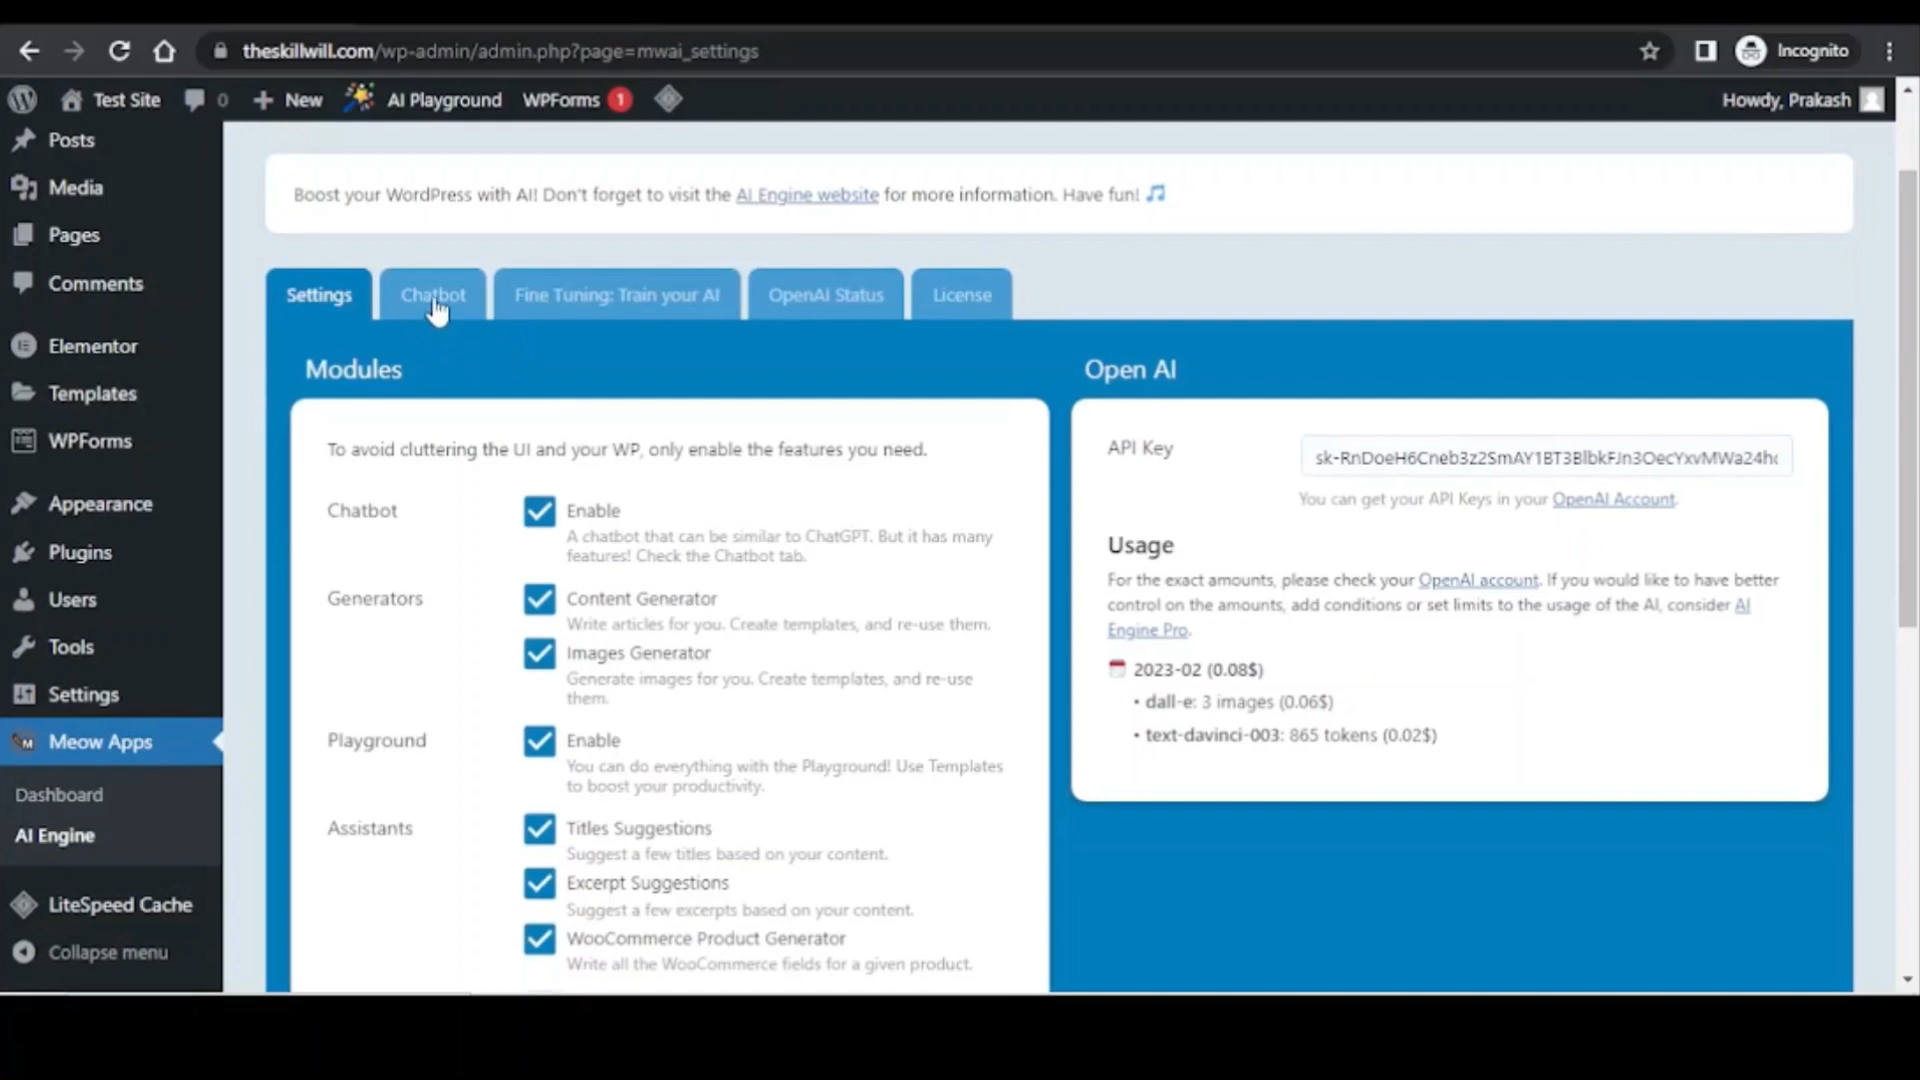 theskillwill.com/wp-admin/admin.php?page=mwai_settings
Incognito
Test Site
0
New
AI Playground
WPForms
1
Howdy, Prakash
Posts
Media
Pages
Comments
Elementor
Templates
WPForms
Appearance
Plugins
Users
Tools
Settings
Meow Apps
Dashboard
AI Engine
LiteSpeed Cache
Collapse menu
Boost your WordPress with AI! Don't forget to visit the AI Engine website for more information. Have fun!
Settings
Chatbot
Fine Tuning: Train your AI
OpenAI Status
License
Modules
To avoid cluttering the UI and your WP, only enable the features you need.
Chatbot
Enable
A chatbot that can be similar to ChatGPT. But it has many
features! Check the Chatbot tab.
Generators
Content Generator
Write articles for you. Create templates, and re-use them.
Images Generator
Generate images for you. Create templates, and re-use
them.
Playground
Enable
You can do everything with the Playground! Use Templates
to boost your productivity.
Assistants
Titles Suggestions
Suggest a few titles based on your content.
Excerpt Suggestions
Suggest a few excerpts based on your content.
WooCommerce Product Generator
Write all the WooCommerce fields for a given product.
Open AI
API Key
You can get your API Keys in your OpenAI Account.
Usage
For the exact amounts, please check your OpenAI account. If you would like to have better
control on the amounts, add conditions or set limits to the usage of the AI, consider AI
Engine Pro.
2023-02 (0.08$)
• dall-e: 3 images (0.06$)
• text-davinci-003: 865 tokens (0.02$)